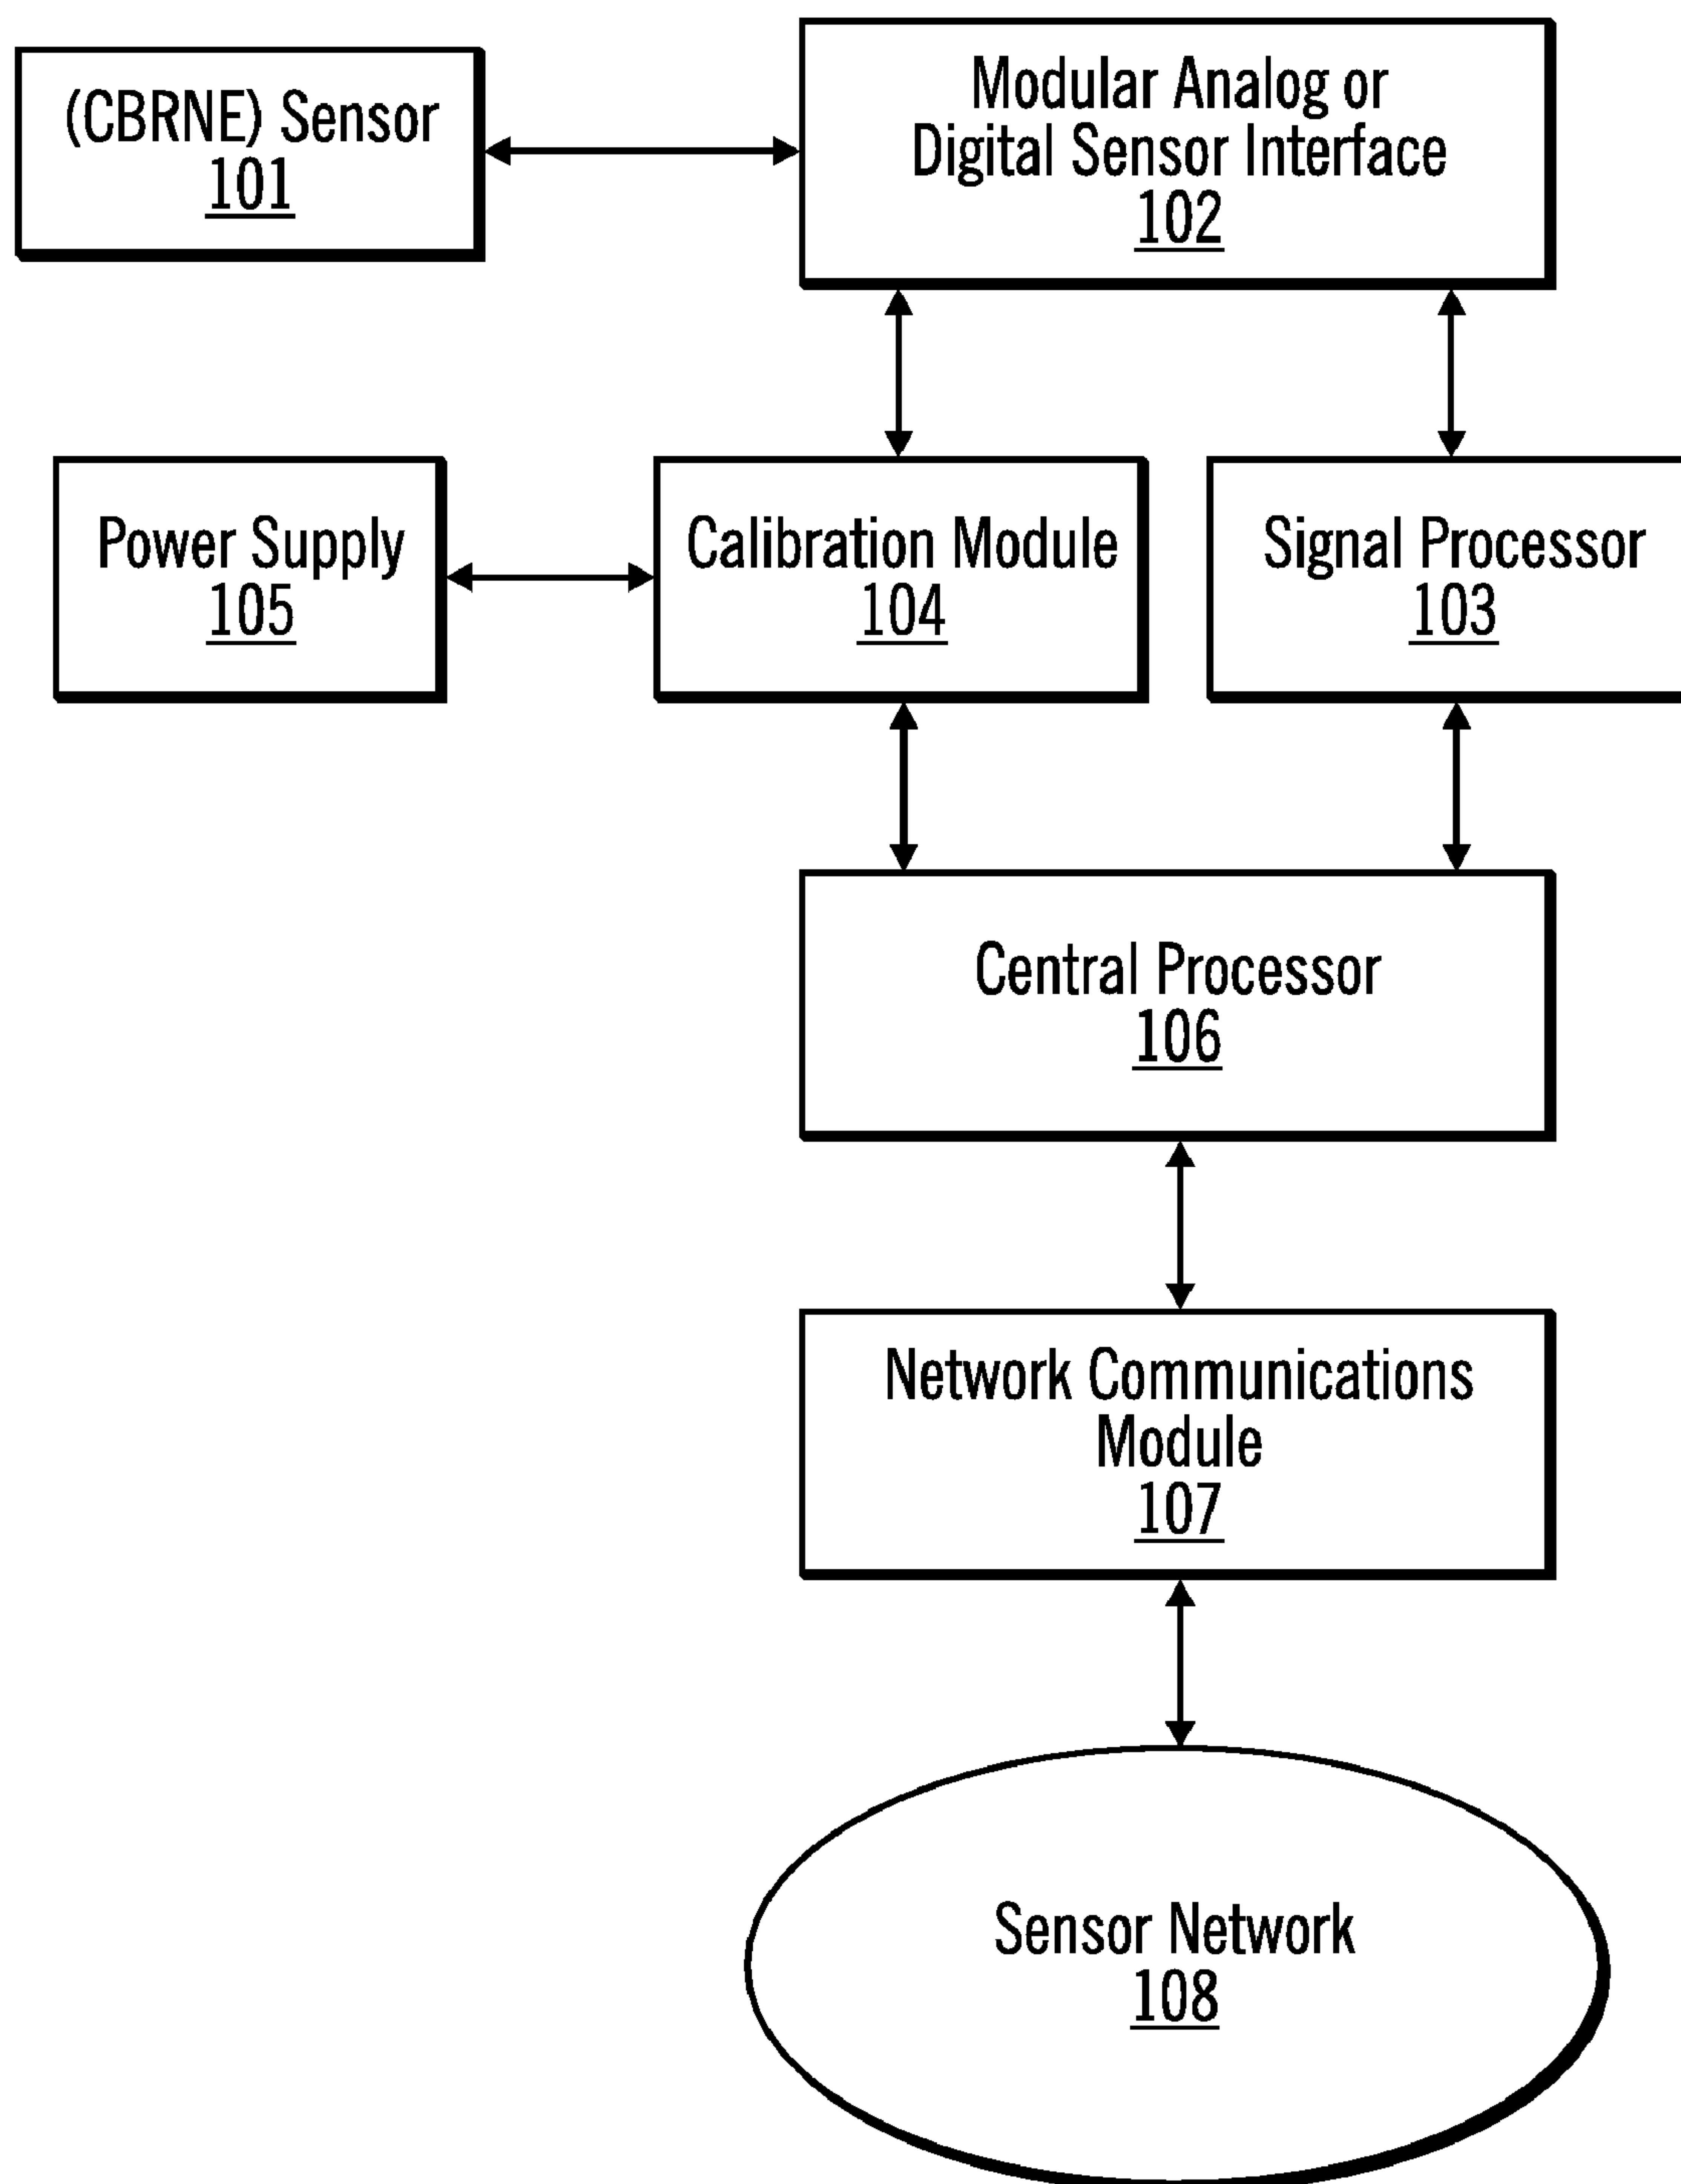 (CBRNE) Sensor
101
Modular Analog or
Digital Sensor Interface
102
Power Supply
105
Calibration Module
104
Signal Processor
103
Central Processor
106
Network Communications
Module
107
Sensor Network
108